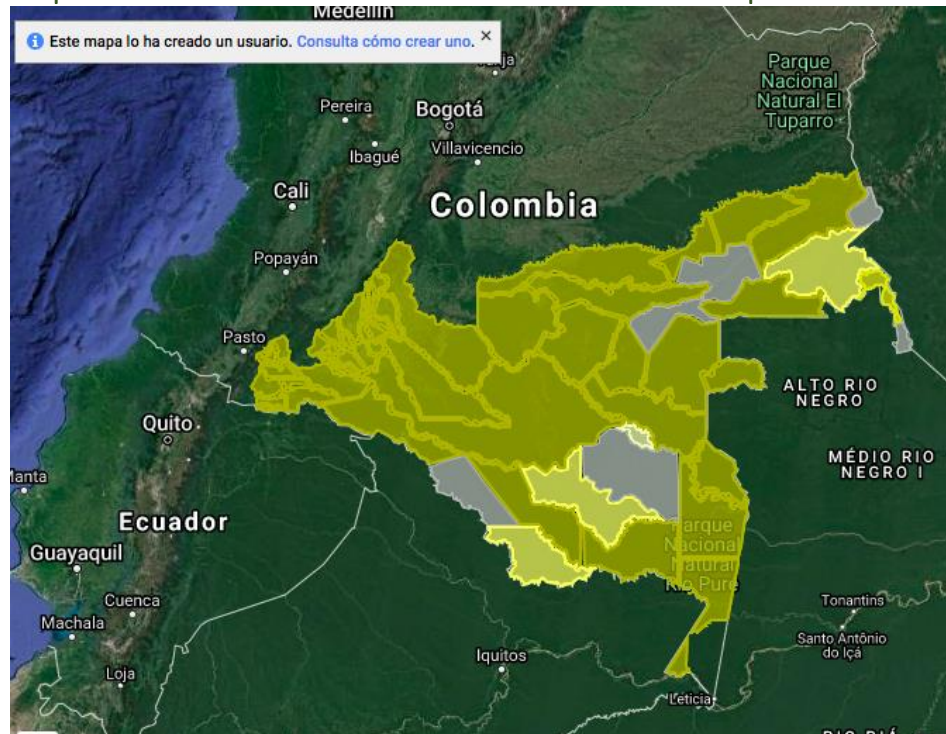 Medellín
Este mapa lo ha creado un usuario. Consulta cómo crear uno. ×
Parque
Nacional
Natural El
Tuparro
Pereira
Bogotá
Ibagué
Villavicencio
Cali
Colombia
Popayán
Pasto
ALTO RIO
NEGRO
Quito
MÉDIO RIO
NEGRO I
Manta
Ecuador
Parque
Nacional
Natural
Río Puré
Guayaquil
Cuenca
Machala
Tonantins
Santo Antônio
do Içá
Loja
Iquitos
Leticia